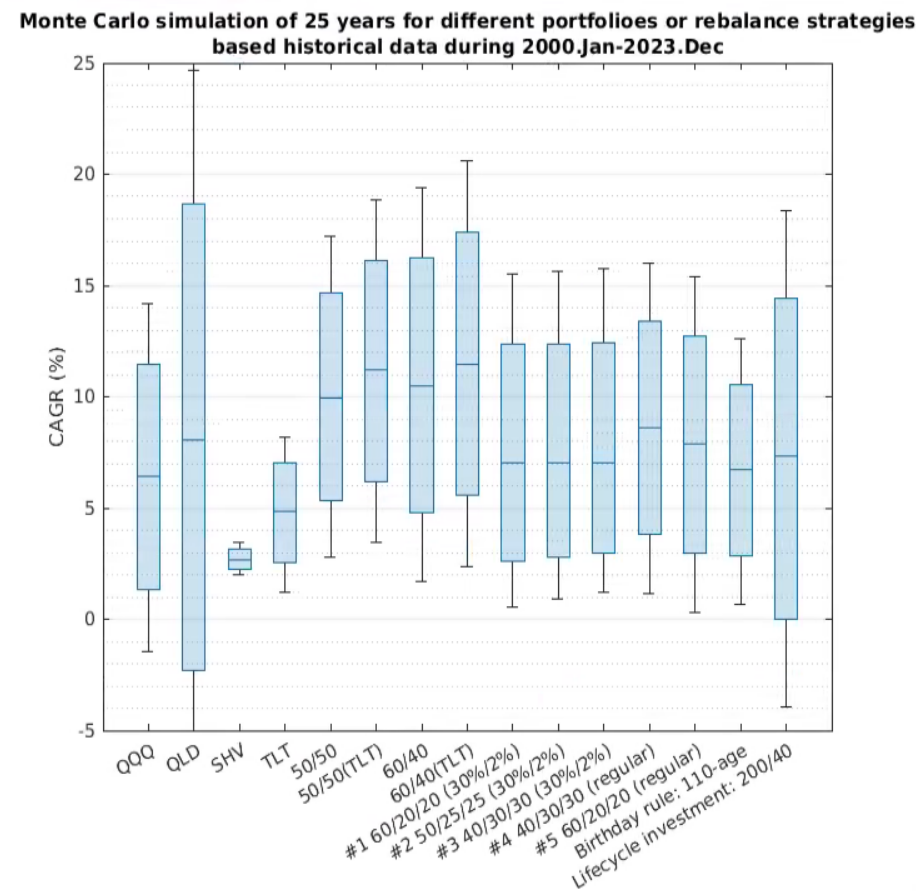 Monte Carlo simulation of 25 years for different portfolioes or rebalance strategies
based historical data during 2000.Jan-2023.Dec
25
20
15
10
5
0
-5
CAGR (%)
QQQ
QLD
SHV
TLT
50/50
50/50(TLT)
60/40
60/40(TLT)
#1 60/20/20 (30%/2%)
#2 50/25/25 (30%/2%)
#3 40/30/30 (30%/2%)
#4 40/30/30 (regular)
#5 60/20/20 (regular)
Birthday rule: 110-age
Lifecycle investment: 200/40